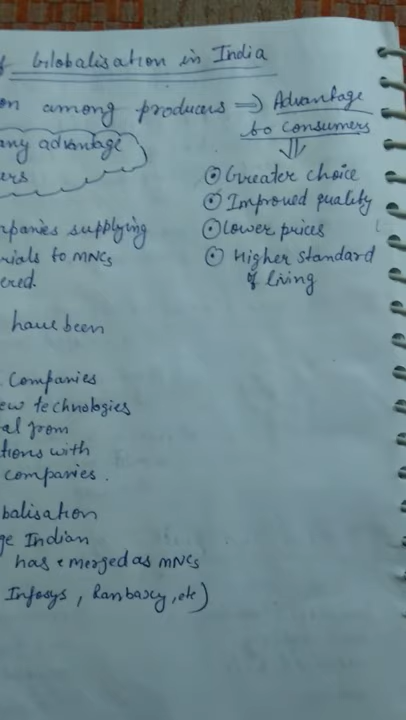 f Globalisation in India
on among producers ⇒ Advantage
to consumers
⇓
any advantage
ers
⊙ Greater choice
⊙ Improved quality
⊙ Lower prices
⊙ Higher standard
of living
mpanies supplying
rials to MNCs
ered.
have been
Companies
ew technologies
al from
tions with
companies.
balisation
ge Indian
has emerged as MNCs
Infosys, Ranbaxy, etc)